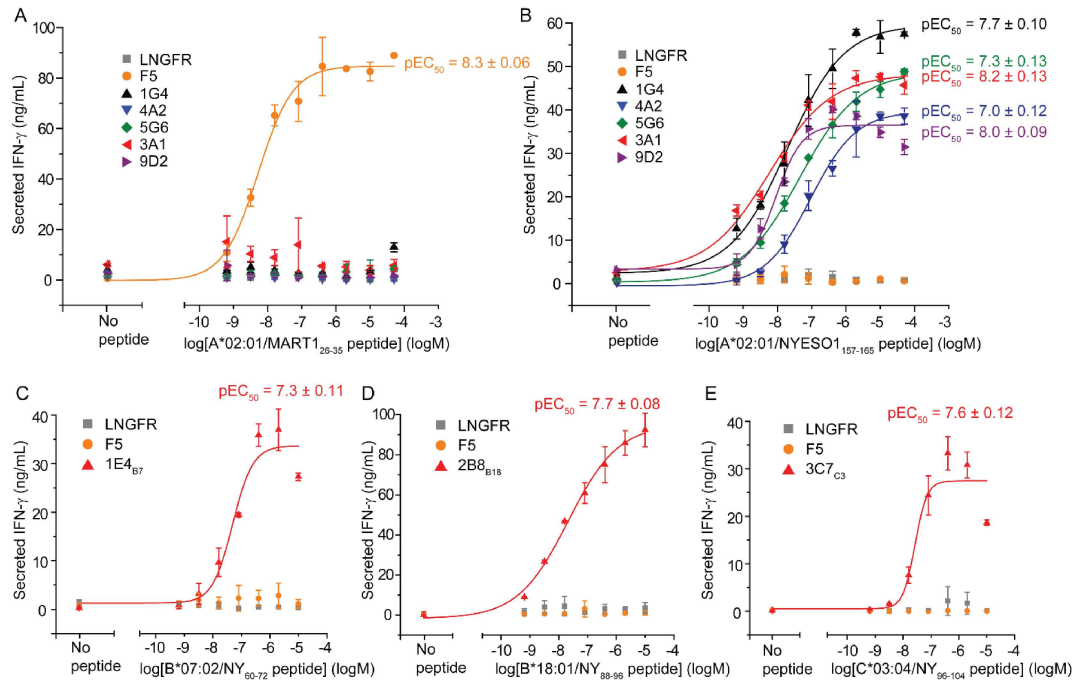 A
100
80
60
40
20
0
Secreted IFN-γ (ng/mL)
LNGFR
F5
1G4
4A2
5G6
3A1
9D2
pEC50 = 8.3 ± 0.06
No
peptide
-10 -9 -8 -7 -6 -5 -4 -3
log[A*02:01/MART126-35 peptide] (logM)
B
60
50
40
30
20
10
0
Secreted IFN-γ (ng/mL)
LNGFR
F5
1G4
4A2
5G6
3A1
9D2
pEC50 = 7.7 ± 0.10
pEC50 = 7.3 ± 0.13
pEC50 = 8.2 ± 0.13
pEC50 = 7.0 ± 0.12
pEC50 = 8.0 ± 0.09
No
peptide
-10 -9 -8 -7 -6 -5 -4 -3
log[A*02:01/NYESO1157-165 peptide] (logM)
C
pEC50 = 7.3 ± 0.11
40
30
20
10
0
Secreted IFN-γ (ng/mL)
LNGFR
F5
1E4B7
No
peptide
-10 -9 -8 -7 -6 -5 -4
log[B*07:02/NY60-72 peptide] (logM)
D
pEC50 = 7.7 ± 0.08
100
80
60
40
20
0
Secreted IFN-γ (ng/mL)
LNGFR
F5
2B8B18
No
peptide
-10 -9 -8 -7 -6 -5 -4
log[B*18:01/NY88-96 peptide] (logM)
E
pEC50 = 7.6 ± 0.12
40
30
20
10
0
Secreted IFN-γ (ng/mL)
LNGFR
F5
3C7C3
No
peptide
-10 -9 -8 -7 -6 -5 -4
log[C*03:04/NY96-104 peptide] (logM)